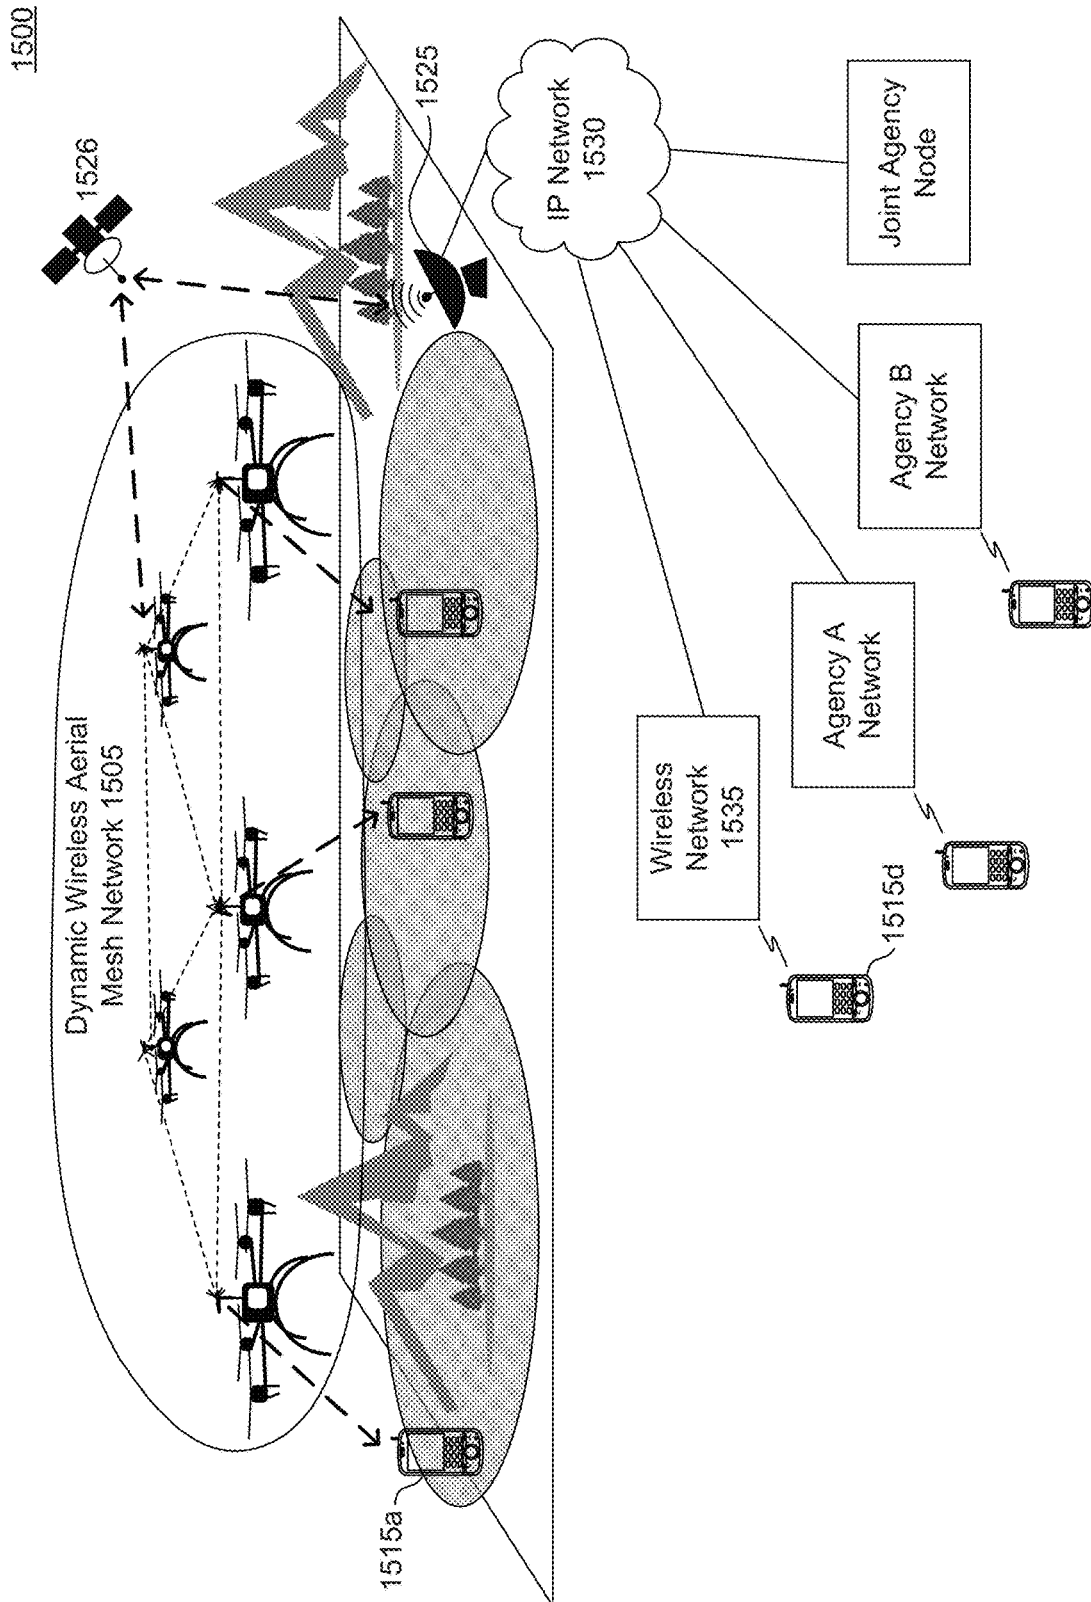 1500
1526
Dynamic Wireless Aerial
Mesh Network 1505
1525
1515a
IP Network
1530
Wireless
Network
1535
1515d
Agency A
Network
Agency B
Network
Joint Agency
Node